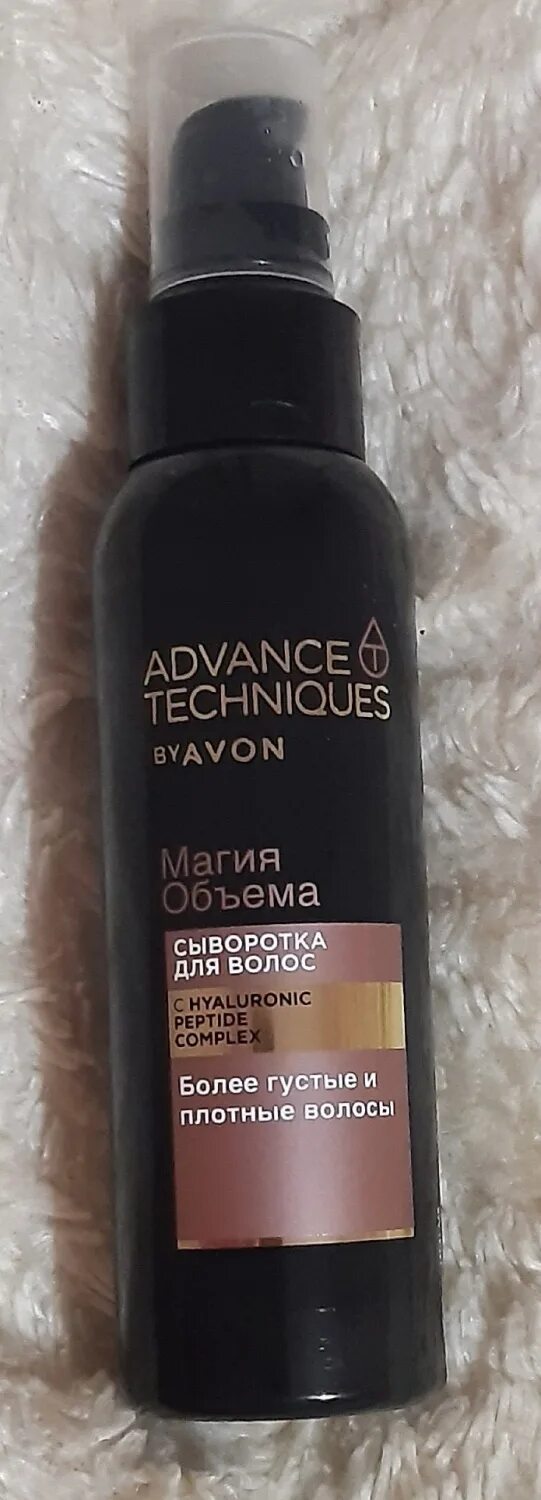 ADVANCE T
TECHNIQUES
BY AVON
Магия
Объема
СЫВОРОТКА
ДЛЯ ВОЛОС
С HYALURONIC
PEPTIDE
COMPLEX
Более густые и
плотные волосы